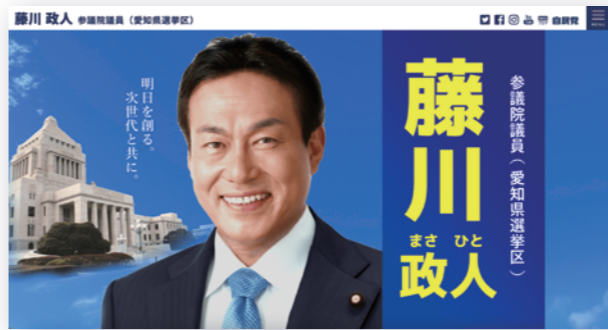 藤川 政人 参議院議員(愛知県選挙区)
自民党
MENU
明日を創る。
次世代と共に。
藤川
まさ ひと
政人
参議院議員(愛知県選挙区)